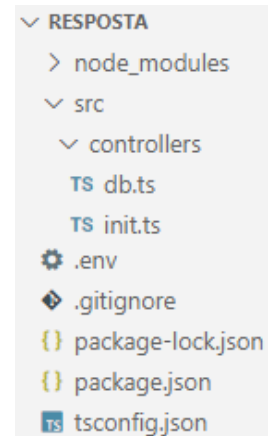 RESPOSTA
node_modules
src
controllers
TS db.ts
TS init.ts
.env
.gitignore
{} package-lock.json
{} package.json
TS tsconfig.json